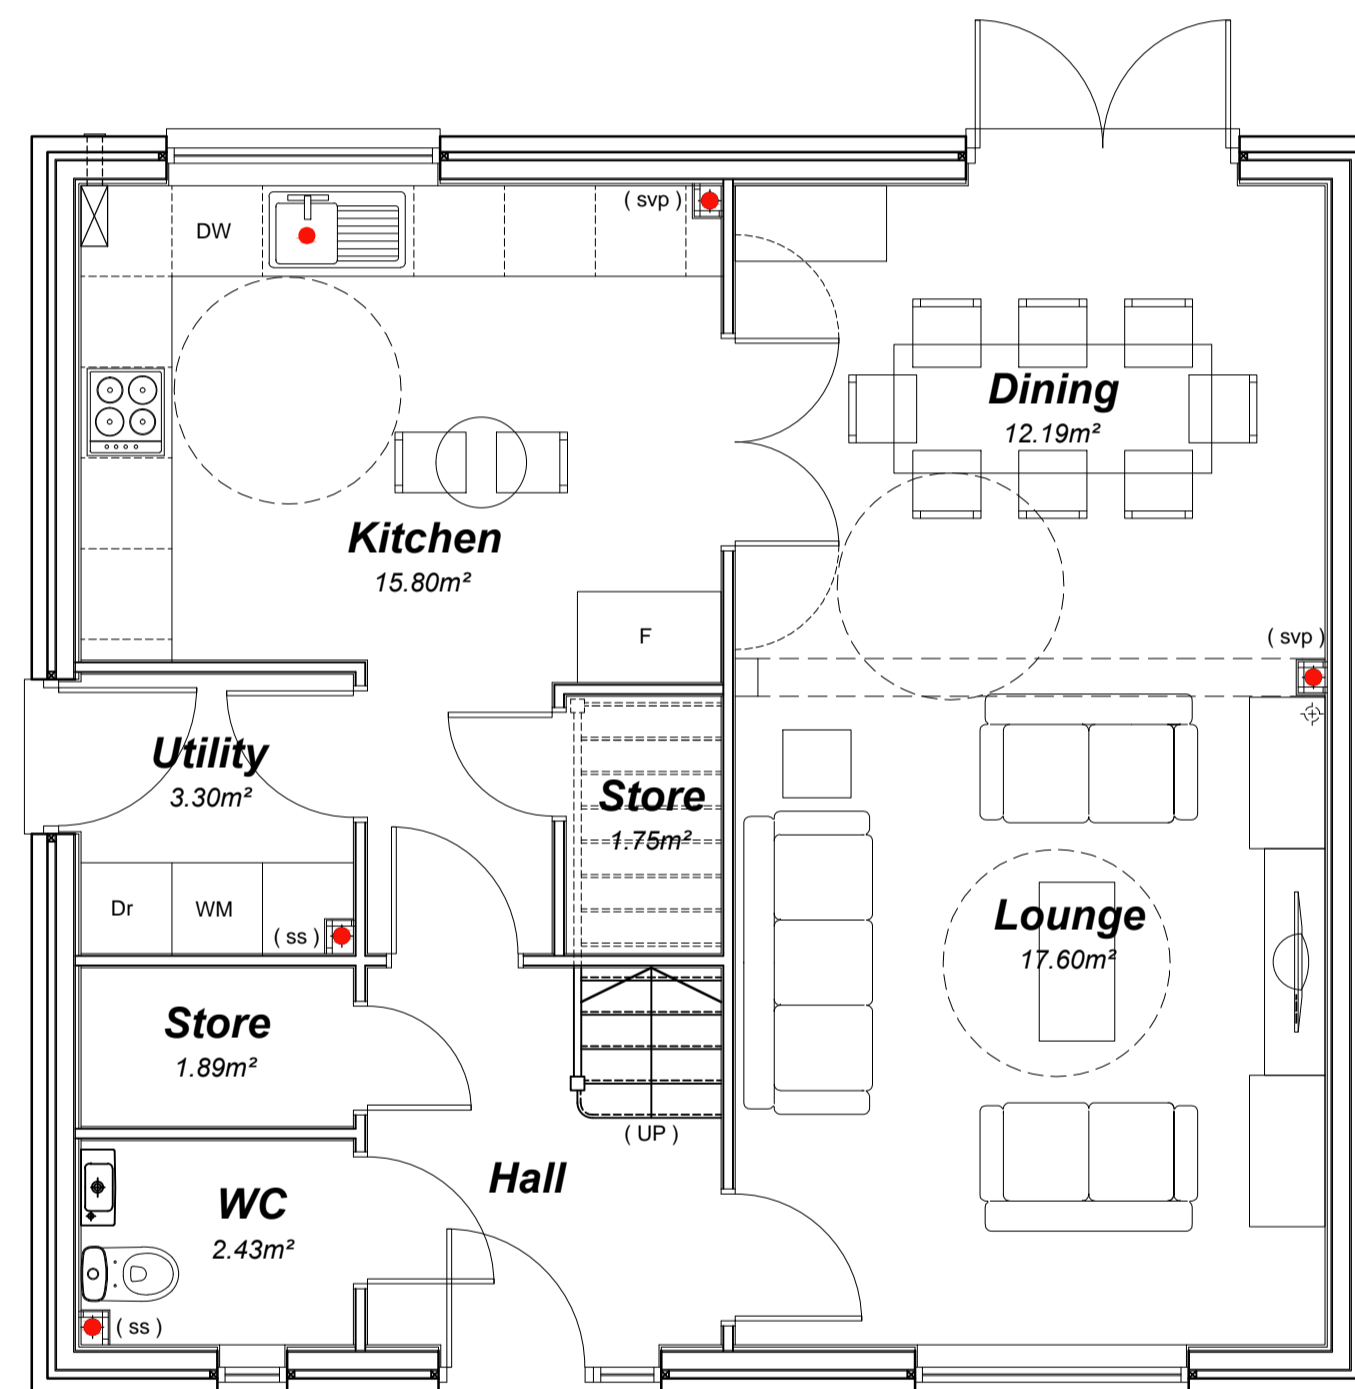 ( svp )
DW
Dining
12.19m²
Kitchen
15.80m²
F
( svp )
Utility
3.30m²
Store
1.75m²
Dr
WM
( ss )
Lounge
17.60m²
Store
1.89m²
( UP )
Hall
WC
2.43m²
( ss )